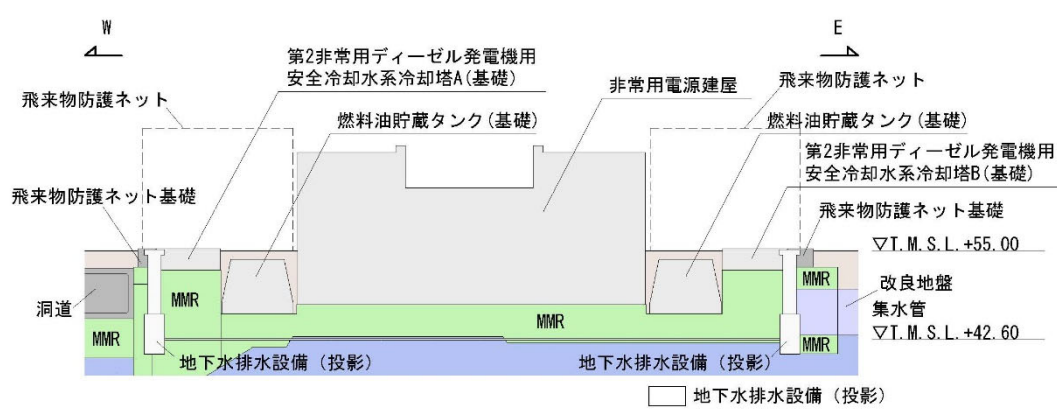 W
E
第2非常用ディーゼル発電機用
安全冷却水系冷却塔A(基礎)
飛来物防護ネット
燃料油貯蔵タンク(基礎)
非常用電源建屋
飛来物防護ネット
燃料油貯蔵タンク(基礎)
第2非常用ディーゼル発電機用
安全冷却水系冷却塔B(基礎)
飛来物防護ネット基礎
飛来物防護ネット基礎
▽T.M.S.L.+55.00
洞道
MMR
MMR
MMR
MMR
MMR
MMR
改良地盤
集水管
▽T.M.S.L.+42.60
地下水排水設備(投影)
地下水排水設備(投影)
地下水排水設備(投影)